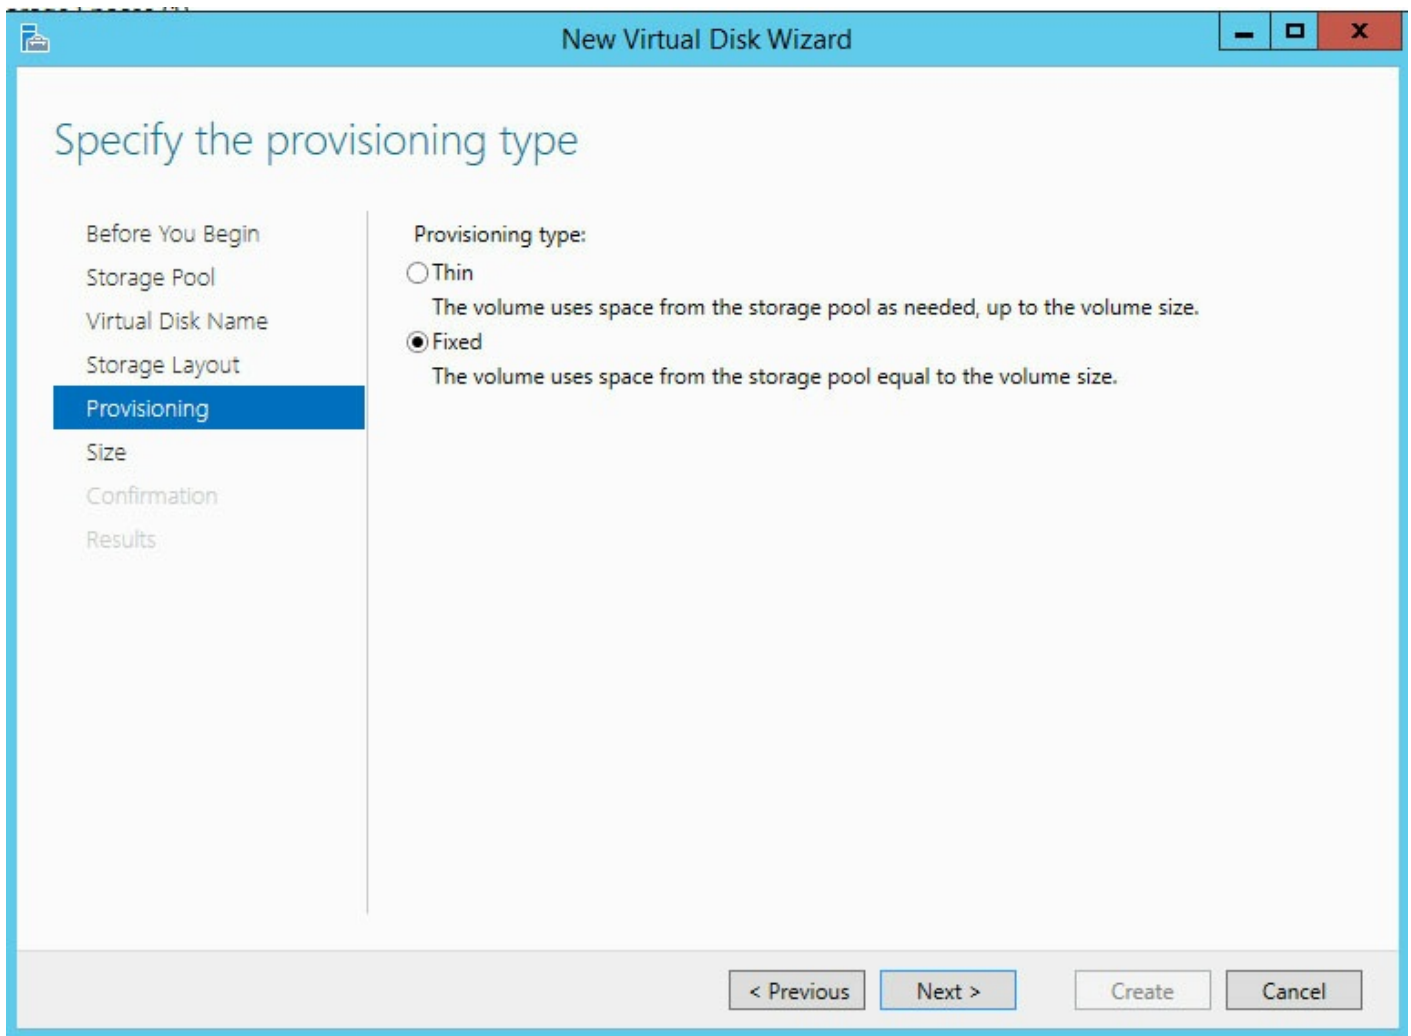 New Virtual Disk Wizard
Specify the provisioning type
Before You Begin
Storage Pool
Virtual Disk Name
Storage Layout
Provisioning
Size
Confirmation
Results
Provisioning type:
Thin
The volume uses space from the storage pool as needed, up to the volume size.
Fixed
The volume uses space from the storage pool equal to the volume size.
< Previous
Next >
Create
Cancel